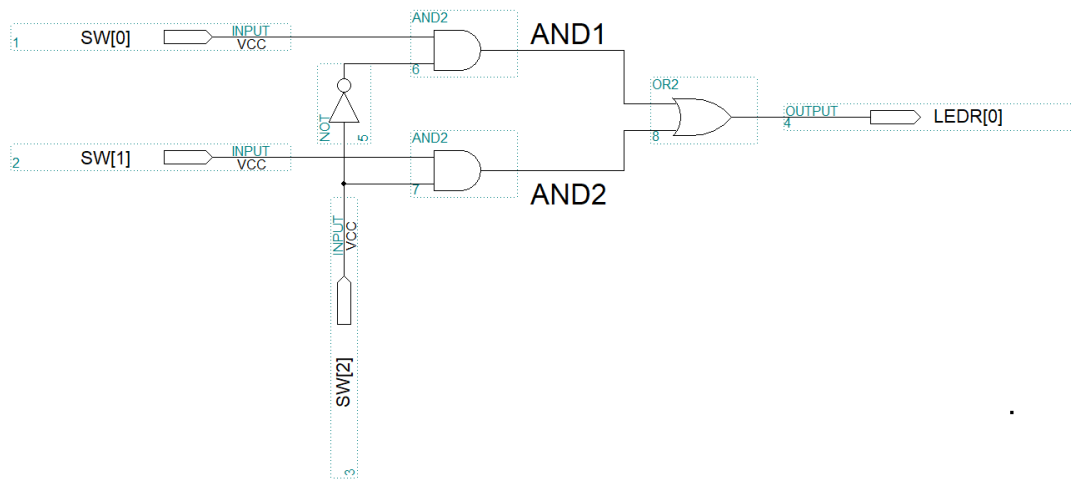 AND2
1 SW[0] INPUT VCC
AND1
6
OR2
NOT 5
OUTPUT
4 LEDR[0]
8
AND2
2 SW[1] INPUT VCC
7
AND2
INPUT VCC
SW[2]
3